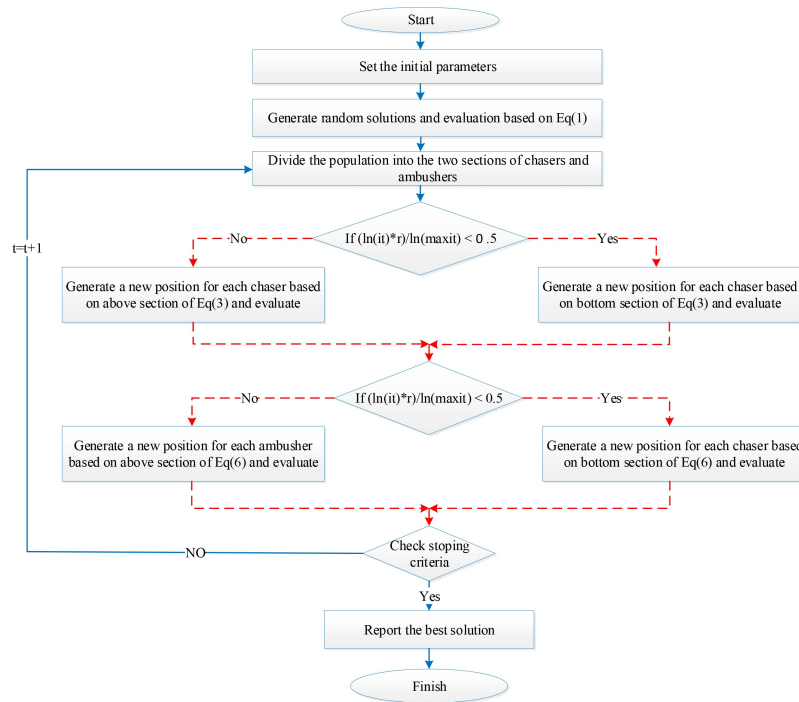 Start
Set the initial parameters
Generate random solutions and evaluation based on Eq(1)
Divide the population into the two sections of chasers and
ambushers
t=t+1
No
If (ln(it)*r)/ln(maxit) < 0 .5
Yes
Generate a new position for each chaser based
on above section of Eq(3) and evaluate
Generate a new position for each chaser based
on bottom section of Eq(3) and evaluate
No
If (ln(it)*r)/ln(maxit) < 0.5
Yes
Generate a new position for each ambusher
based on above section of Eq(6) and evaluate
Generate a new position for each chaser based
on bottom section of Eq(6) and evaluate
NO
Check stoping
criteria
Yes
Report the best solution
Finish